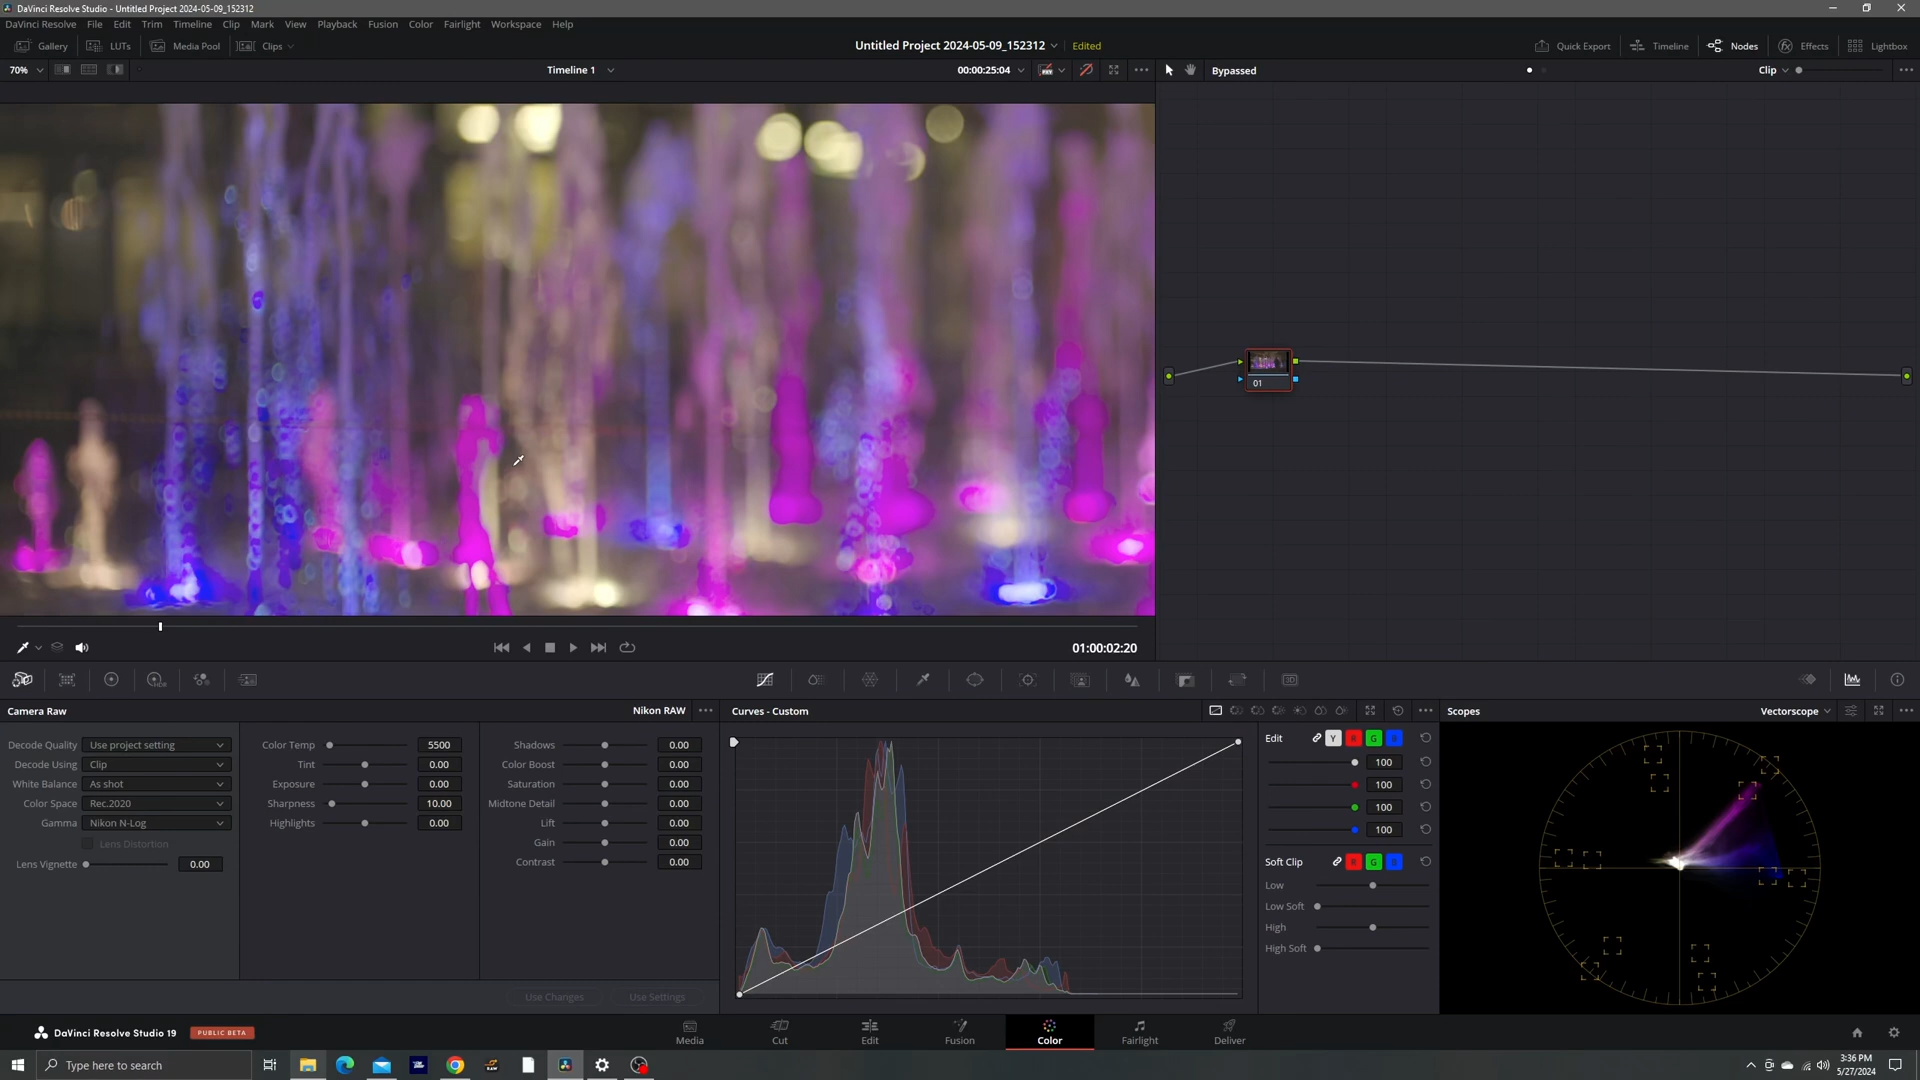 DaVinci Resolve Studio - Untitled Project 2024-05-09_152312
DaVinci Resolve File Edit Trim Timeline Clip Mark View Playback Fusion Color Fairlight Workspace Help
Gallery LUTs Media Pool Clips Untitled Project 2024-05-09_152312 Edited Quick Export Timeline Nodes Effects Lightbox
70% Timeline 1 00:00:25:04 Bypassed Clip
01
01:00:02:20
HDR
3D
Camera Raw Nikon RAW
Decode Quality Use project setting
Decode Using Clip
White Balance As shot
Color Space Rec.2020
Gamma Nikon N-Log
Lens Distortion
Lens Vignette 0.00
Color Temp 5500
Tint 0.00
Exposure 0.00
Sharpness 10.00
Highlights 0.00
Shadows 0.00
Color Boost 0.00
Saturation 0.00
Midtone Detail 0.00
Lift 0.00
Gain 0.00
Contrast 0.00
Use Changes Use Settings
Curves - Custom
Edit Y R G B
100
100
100
100
Soft Clip R G B
Low
Low Soft
High
High Soft
Scopes Vectorscope
DaVinci Resolve Studio 19 PUBLIC BETA
Media Cut Edit Fusion Color Fairlight Deliver
Type here to search
3:36 PM
5/27/2024